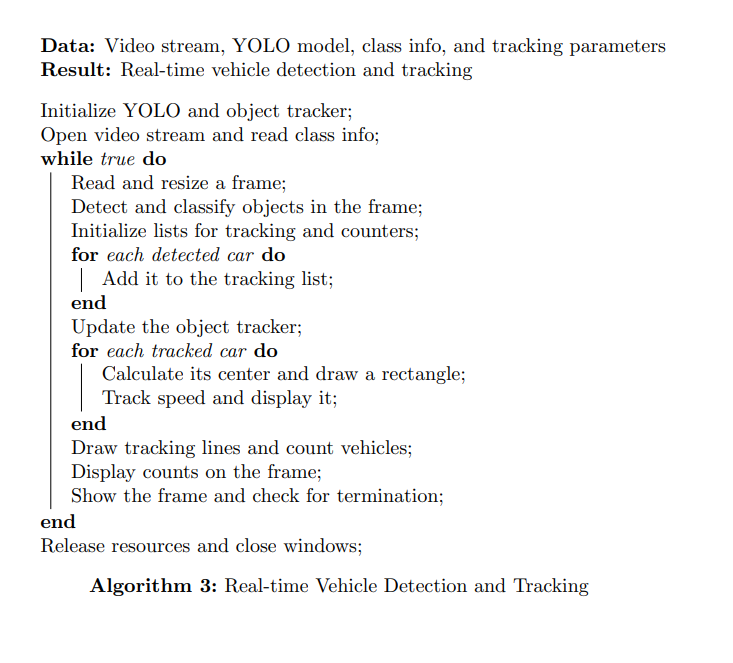 Data: Video stream, YOLO model, class info, and tracking parameters
Result: Real-time vehicle detection and tracking
Initialize YOLO and object tracker;
Open video stream and read class info;
while true do
Read and resize a frame;
Detect and classify objects in the frame;
Initialize lists for tracking and counters;
for each detected car do
Add it to the tracking list;
end
Update the object tracker;
for each tracked car do
Calculate its center and draw a rectangle;
Track speed and display it;
end
Draw tracking lines and count vehicles;
Display counts on the frame;
Show the frame and check for termination;
end
Release resources and close windows;
Algorithm 3: Real-time Vehicle Detection and Tracking